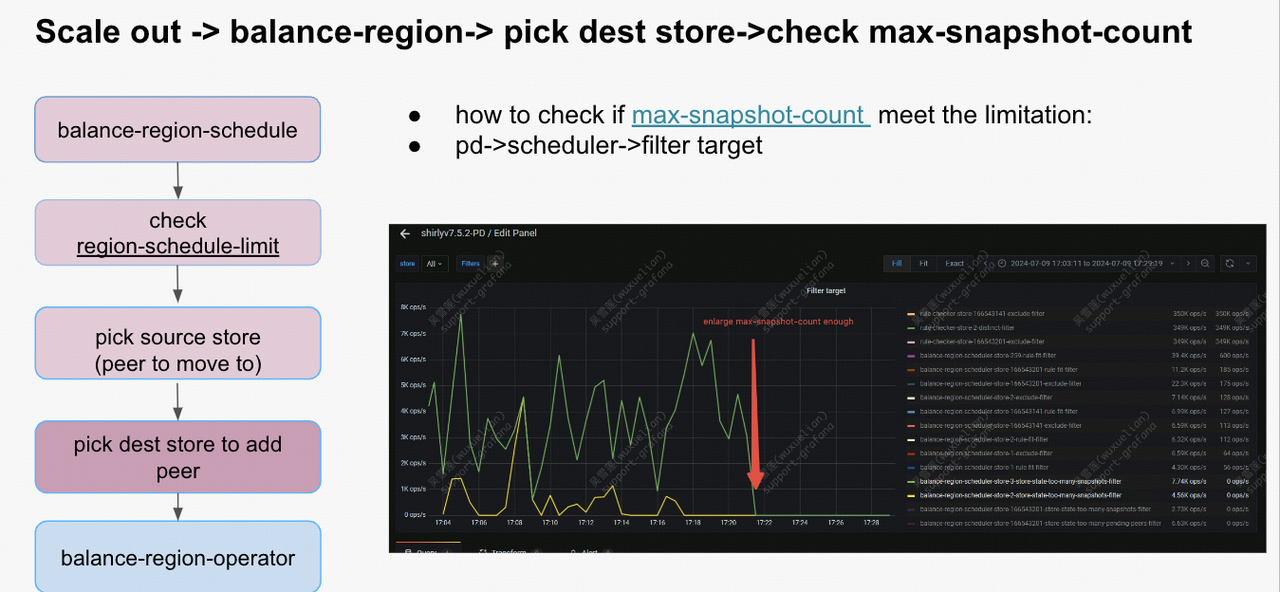 Scale out -> balance-region-> pick dest store->check max-snapshot-count
balance-region-schedule
check
region-schedule-limit
pick source store
(peer to move to)
pick dest store to add
peer
balance-region-operator
● how to check if max-snapshot-count meet the limitation:
● pd->scheduler->filter target
shirlyv7.5.2-PD / Edit Panel
store All Filters +
Fill Fit Exact 2024-07-09 17:03:11 to 2024-07-09 17:29:19
Filter target
enlarge max-snapshot-count enough
8K ops/s
7K ops/s
6K ops/s
5K ops/s
4K ops/s
3K ops/s
2K ops/s
1K ops/s
0 ops/s
17:04 17:06 17:08 17:10 17:12 17:14 17:16 17:18 17:20 17:22 17:24 17:26 17:28
rule-checker-store-166543141-exclude-filter 350K ops/s 350K ops/s
rule-checker-store-2-distinct-filter 349K ops/s 349K ops/s
rule-checker-store-166543201-exclude-filter 349K ops/s 349K ops/s
balance-region-scheduler-store-259-rule-fit-filter 39.4K ops/s 600 ops/s
balance-region-scheduler-store-166543201-rule-fit-filter 11.2K ops/s 185 ops/s
balance-region-scheduler-store-166543201-exclude-filter 22.3K ops/s 175 ops/s
balance-region-scheduler-store-2-exclude-filter 7.14K ops/s 128 ops/s
balance-region-scheduler-store-166543141-rule-fit-filter 6.99K ops/s 127 ops/s
balance-region-scheduler-store-166543141-exclude-filter 6.59K ops/s 113 ops/s
balance-region-scheduler-store-2-rule-fit-filter 6.32K ops/s 112 ops/s
balance-region-scheduler-store-1-exclude-filter 6.59K ops/s 64 ops/s
balance-region-scheduler-store-1-rule-fit-filter 4.30K ops/s 56 ops/s
balance-region-scheduler-store-3-store-state-too-many-snapshots-filter 7.74K ops/s 0 ops/s
balance-region-scheduler-store-2-store-state-too-many-snapshots-filter 4.56K ops/s 0 ops/s
balance-region-scheduler-store-166543201-store-state-too-many-snapshots-filter 2.73K ops/s 0 ops/s
balance-region-scheduler-store-166543201-store-state-too-many-pending-peers-filter 6.63K ops/s 0 ops/s
Query Transform Alert
(wuxuelian)
support-grafana